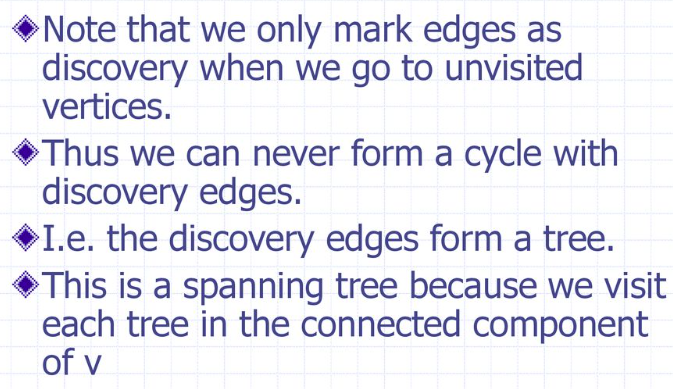 Note that we only mark edges as
discovery when we go to unvisited
vertices.
Thus we can never form a cycle with
discovery edges.
I.e. the discovery edges form a tree.
This is a spanning tree because we visit
each tree in the connected component
of v